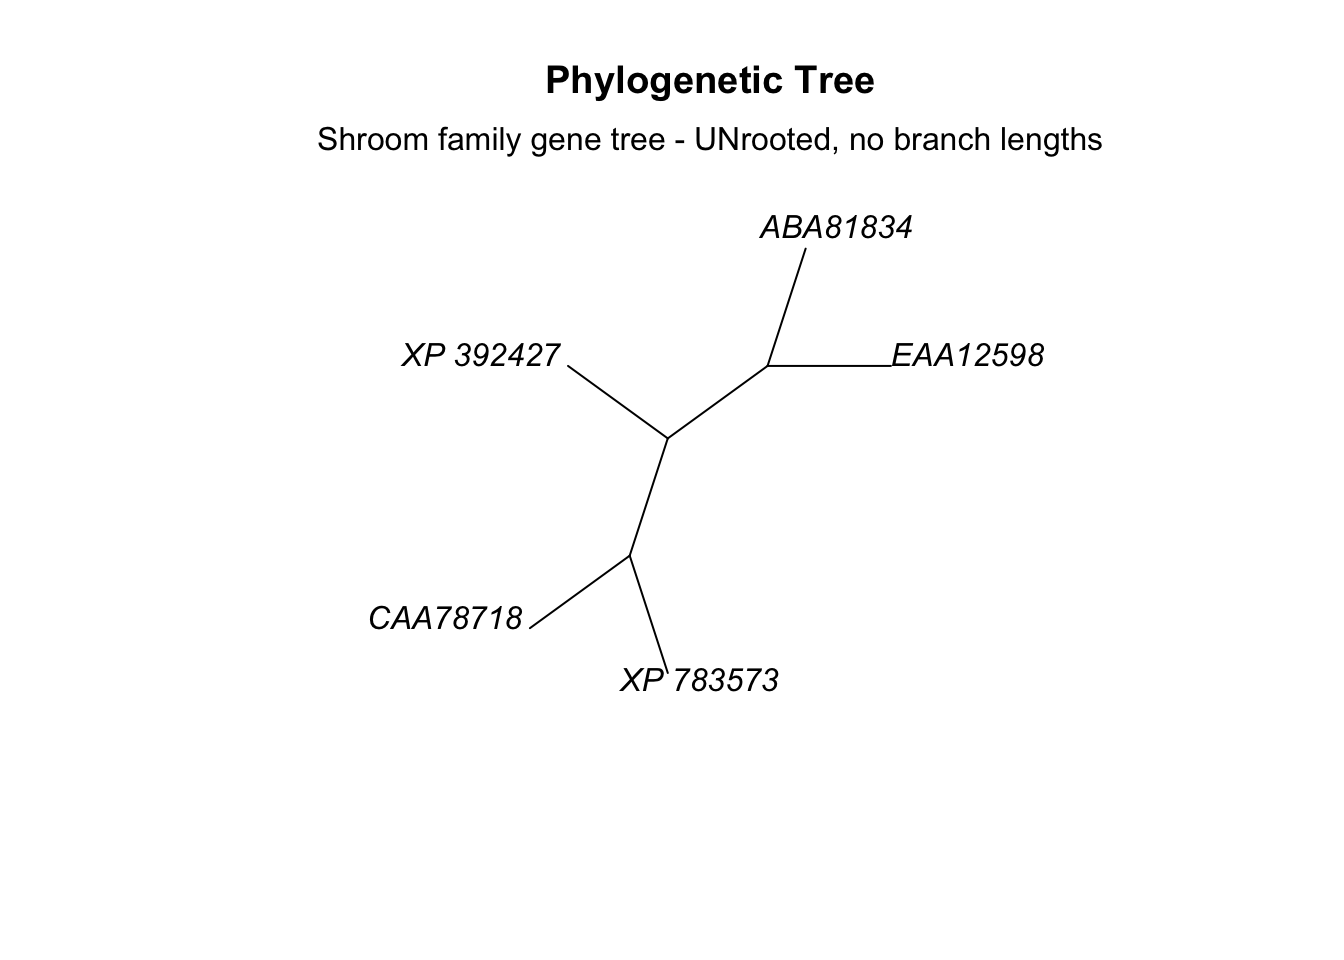 Phylogenetic Tree
Shroom family gene tree - UNrooted, no branch lengths
ABA81834
XP 392427
EAA12598
CAA78718
XP 783573